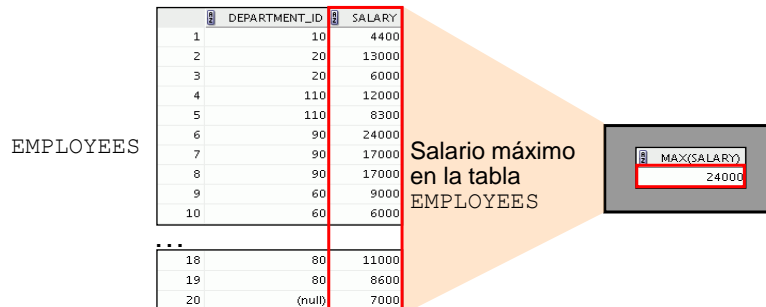 DEPARTMENT_ID SALARY
1 10 4400
2 20 13000
3 20 6000
4 110 12000
5 110 8300
6 90 24000
7 90 17000
8 90 17000
9 60 9000
10 60 6000
...
18 80 11000
19 80 8600
20 (null) 7000
EMPLOYEES
Salario máximo
en la tabla
EMPLOYEES
MAX(SALARY)
24000